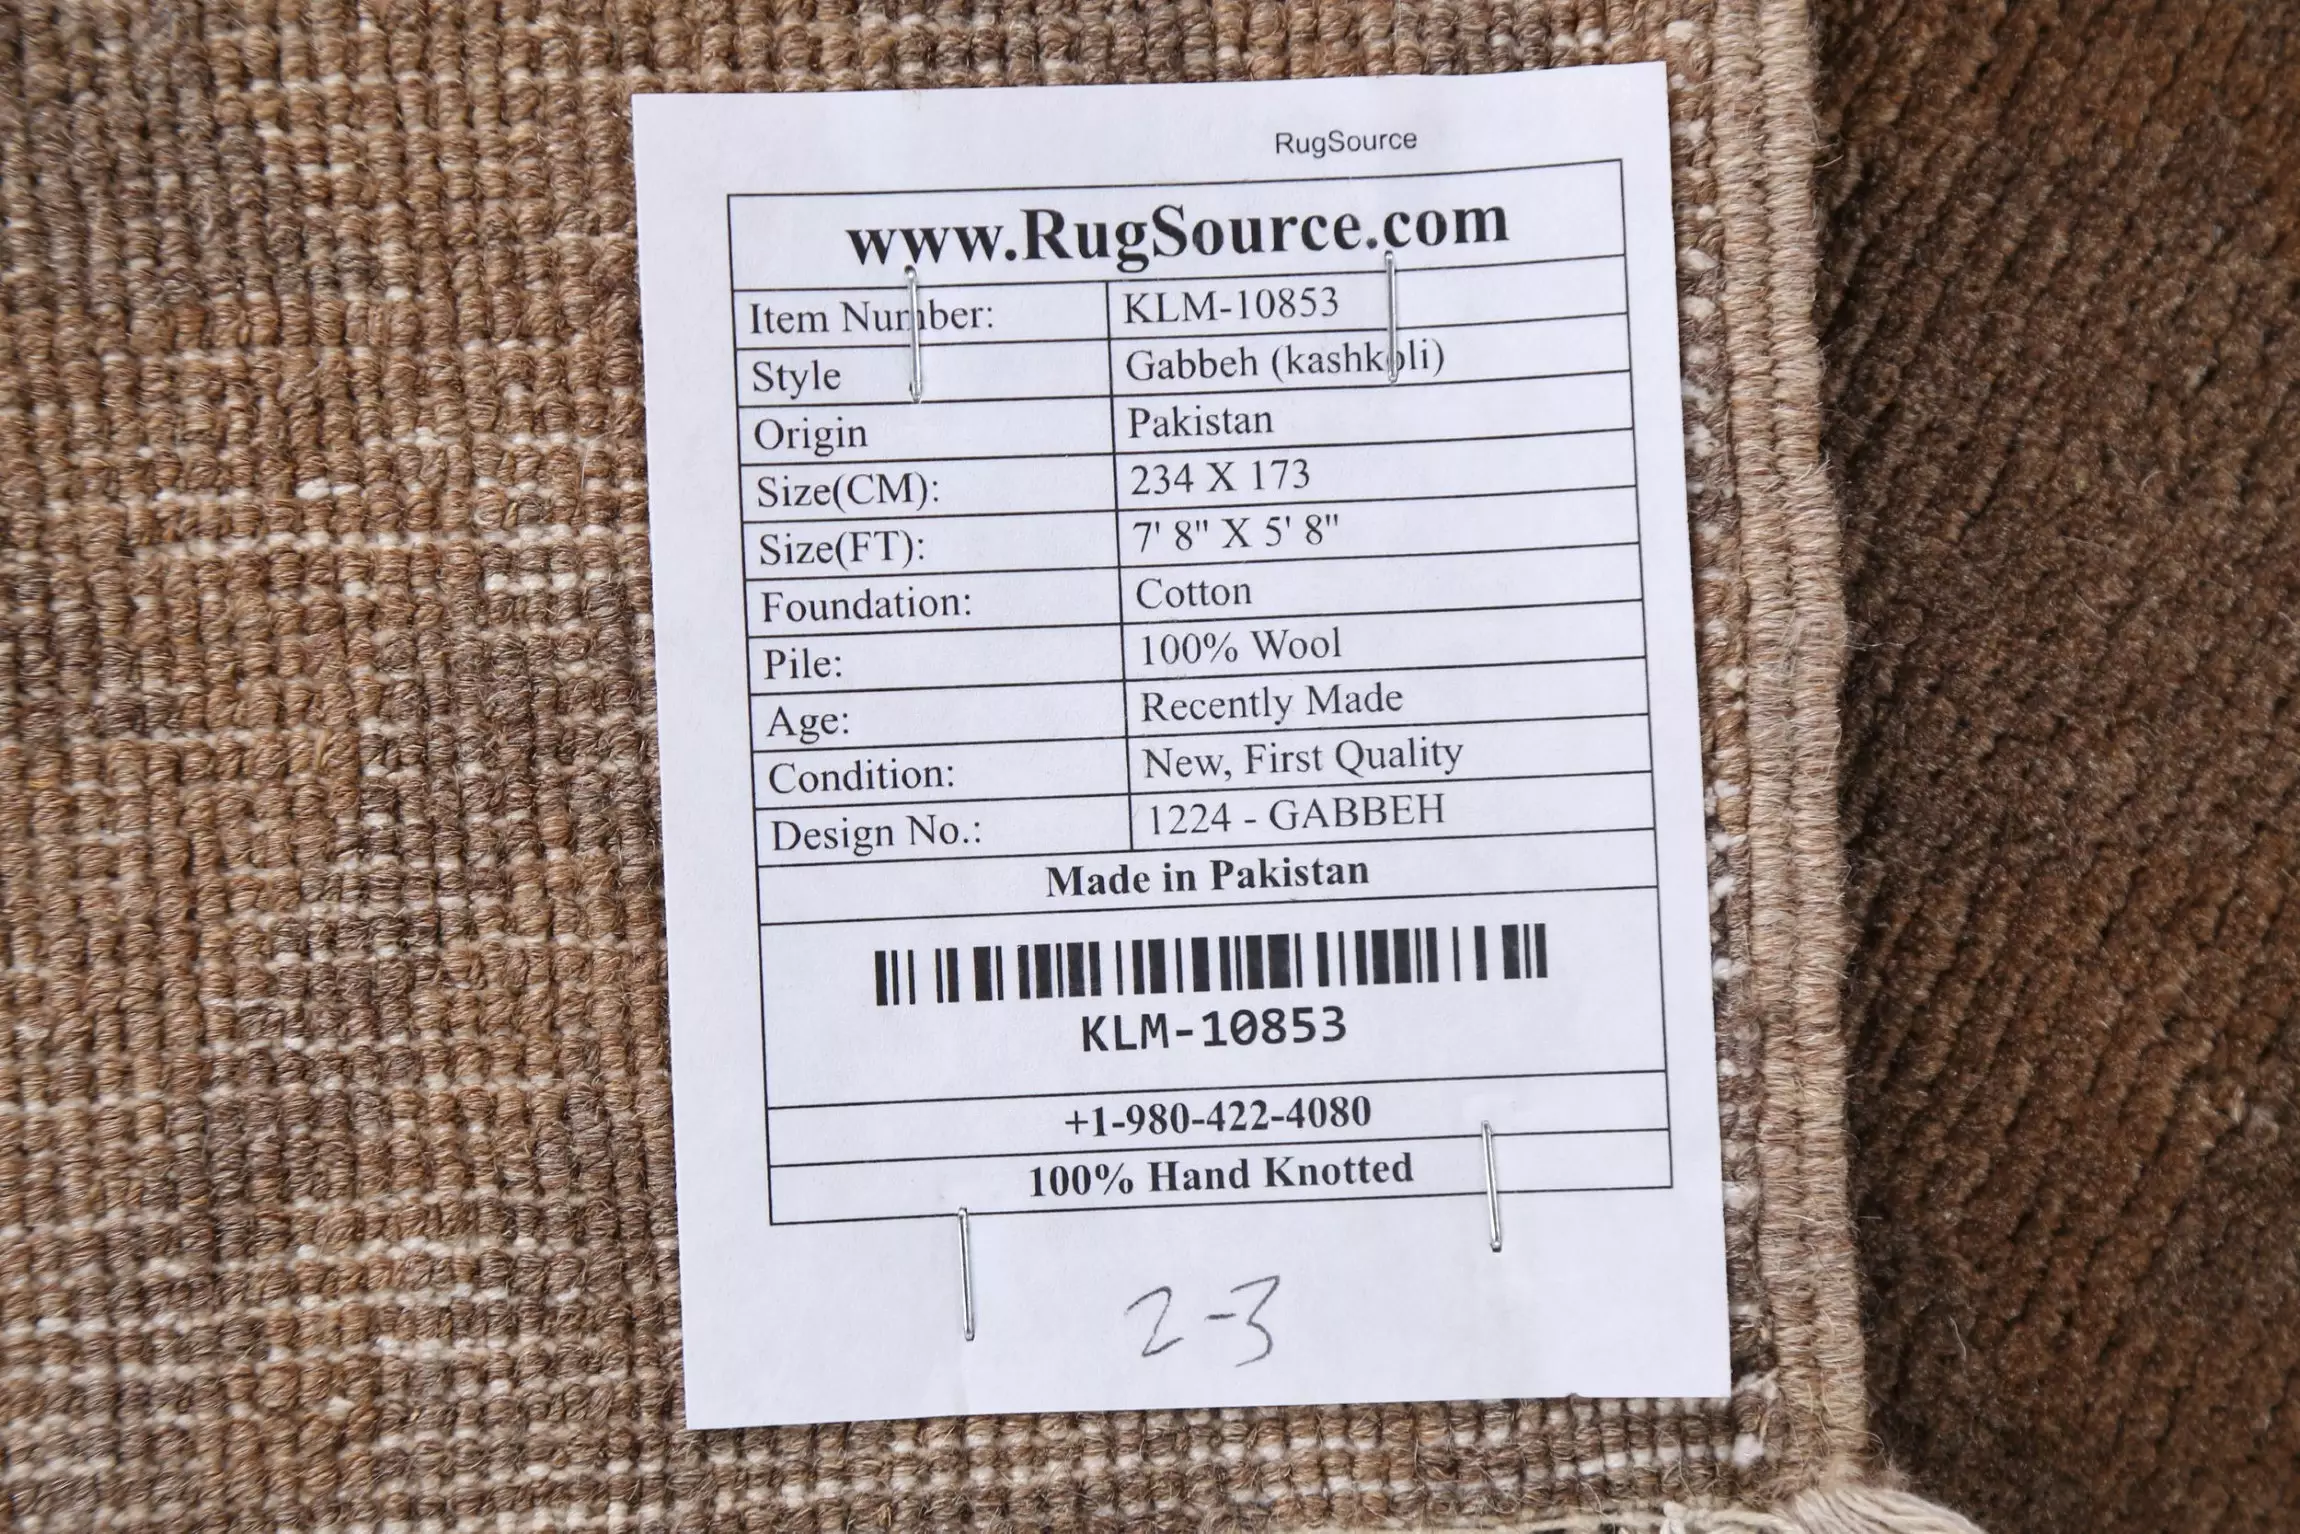 RugSource
www.RugSource.com
Item Number: KLM-10853
Style Gabbeh (kashkoli)
Origin Pakistan
Size(CM): 234 X 173
Size(FT): 7' 8" X 5' 8"
Foundation: Cotton
Pile: 100% Wool
Age: Recently Made
Condition: New, First Quality
Design No.: 1224 - GABBEH
Made in Pakistan
KLM-10853
+1-980-422-4080
100% Hand Knotted
2-3